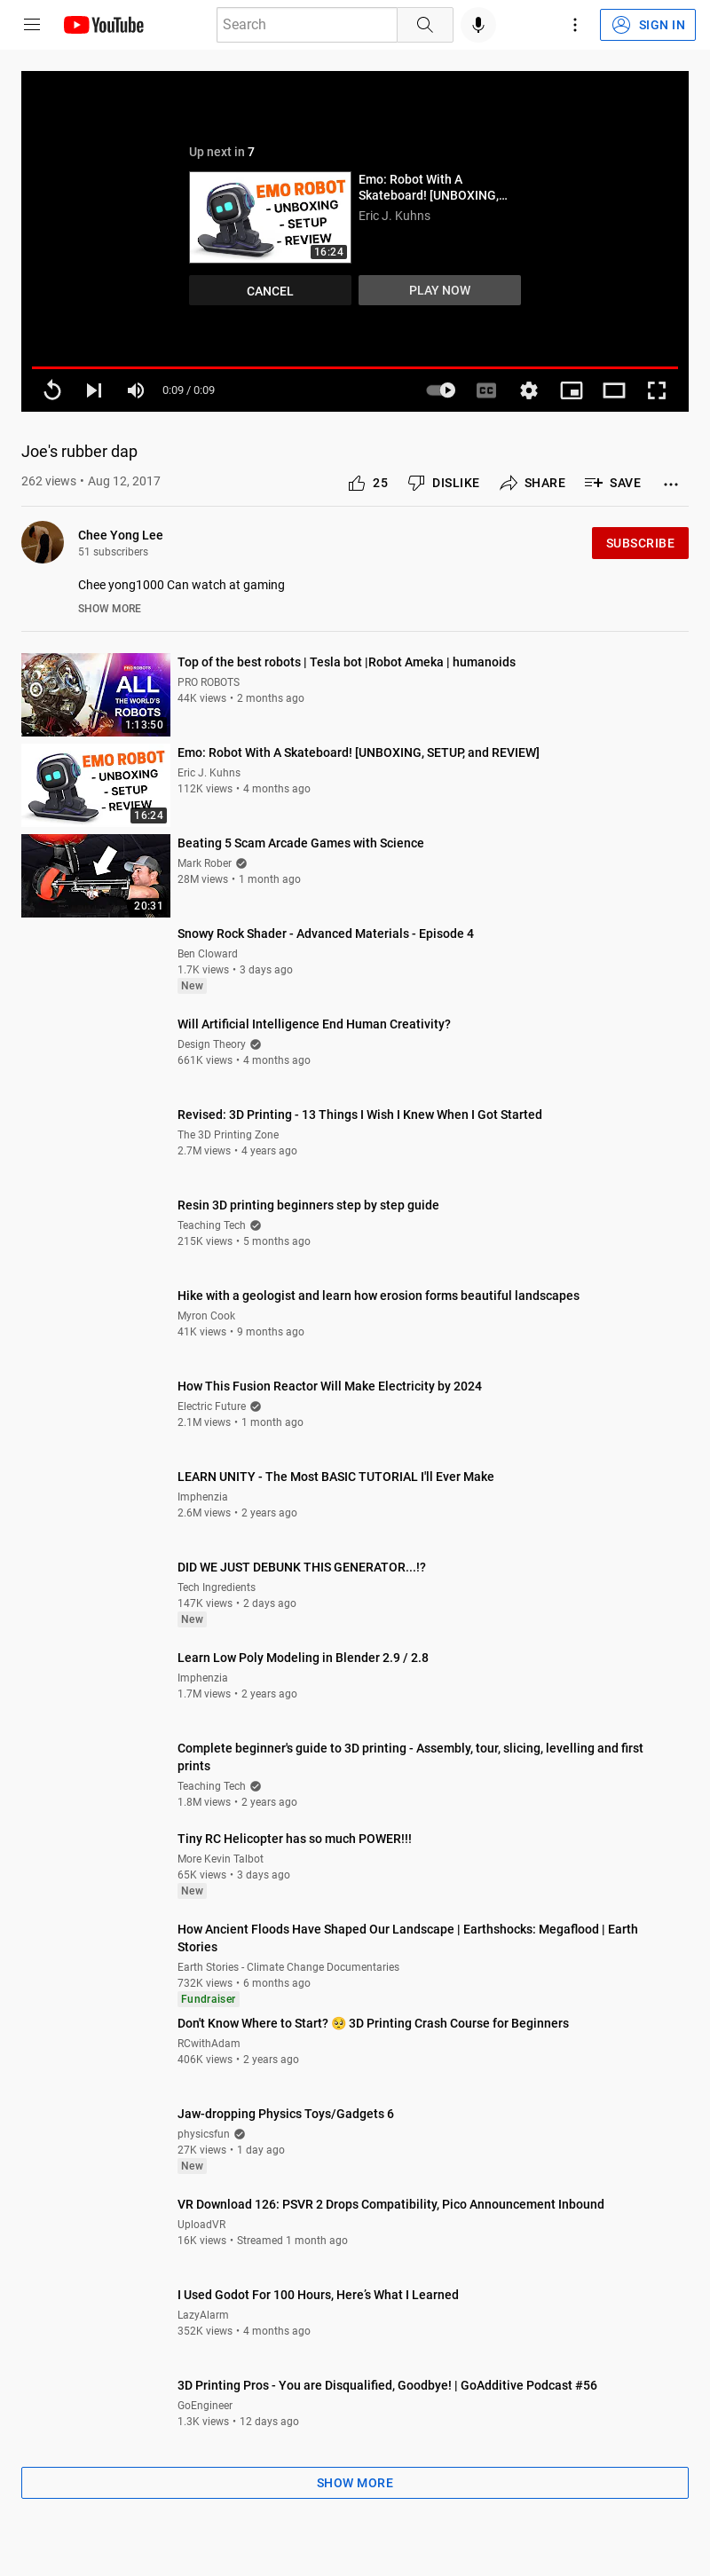 YouTube
Search
SIGN IN
Up next in 7
EMO ROBOT
- UNBOXING
- SETUP
- REVIEW
16:24
Emo: Robot With A
Skateboard! [UNBOXING,...
Eric J. Kuhns
CANCEL
PLAY NOW
0:09 / 0:09
CC
Joe's rubber dap
262 views • Aug 12, 2017
25
DISLIKE
SHARE
SAVE
Chee Yong Lee
51 subscribers
SUBSCRIBE
Chee yong1000 Can watch at gaming
SHOW MORE
PRO ROBOTS
ALL
THE WORLD'S
ROBOTS
1:13:50
Top of the best robots | Tesla bot |Robot Ameka | humanoids
PRO ROBOTS
44K views • 2 months ago
EMO ROBOT
- UNBOXING
- SETUP
- REVIEW
16:24
Emo: Robot With A Skateboard! [UNBOXING, SETUP, and REVIEW]
Eric J. Kuhns
112K views • 4 months ago
20:31
Beating 5 Scam Arcade Games with Science
Mark Rober
28M views • 1 month ago
Snowy Rock Shader - Advanced Materials - Episode 4
Ben Cloward
1.7K views • 3 days ago
New
Will Artificial Intelligence End Human Creativity?
Design Theory
661K views • 4 months ago
Revised: 3D Printing - 13 Things I Wish I Knew When I Got Started
The 3D Printing Zone
2.7M views • 4 years ago
Resin 3D printing beginners step by step guide
Teaching Tech
215K views • 5 months ago
Hike with a geologist and learn how erosion forms beautiful landscapes
Myron Cook
41K views • 9 months ago
How This Fusion Reactor Will Make Electricity by 2024
Electric Future
2.1M views • 1 month ago
LEARN UNITY - The Most BASIC TUTORIAL I'll Ever Make
Imphenzia
2.6M views • 2 years ago
DID WE JUST DEBUNK THIS GENERATOR...!?
Tech Ingredients
147K views • 2 days ago
New
Learn Low Poly Modeling in Blender 2.9 / 2.8
Imphenzia
1.7M views • 2 years ago
Complete beginner's guide to 3D printing - Assembly, tour, slicing, levelling and first
prints
Teaching Tech
1.8M views • 2 years ago
Tiny RC Helicopter has so much POWER!!!
More Kevin Talbot
65K views • 3 days ago
New
How Ancient Floods Have Shaped Our Landscape | Earthshocks: Megaflood | Earth
Stories
Earth Stories - Climate Change Documentaries
732K views • 6 months ago
Fundraiser
Don't Know Where to Start? 🥺 3D Printing Crash Course for Beginners
RCwithAdam
406K views • 2 years ago
Jaw-dropping Physics Toys/Gadgets 6
physicsfun
27K views • 1 day ago
New
VR Download 126: PSVR 2 Drops Compatibility, Pico Announcement Inbound
UploadVR
16K views • Streamed 1 month ago
I Used Godot For 100 Hours, Here’s What I Learned
LazyAlarm
352K views • 4 months ago
3D Printing Pros - You are Disqualified, Goodbye! | GoAdditive Podcast #56
GoEngineer
1.3K views • 12 days ago
SHOW MORE